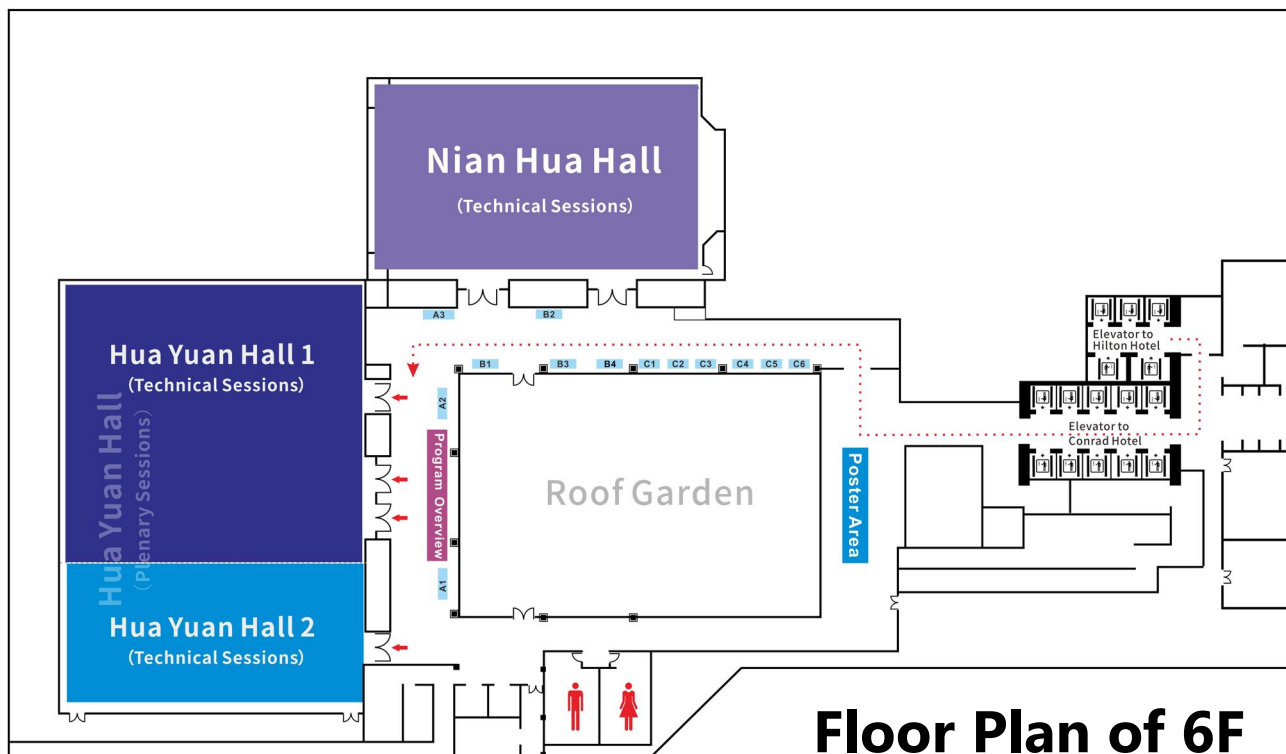 Nian Hua Hall
(Technical Sessions)
Hua Yuan Hall 1
(Technical Sessions)
Hua Yuan Hall
(Plenary Sessions)
Hua Yuan Hall 2
(Technical Sessions)
A3
B2
B1
B3
B4
C1
C2
C3
C4
C5
C6
A2
Program Overview
A1
Roof Garden
Poster Area
Elevator to
Hilton Hotel
Elevator to
Conrad Hotel
Floor Plan of 6F